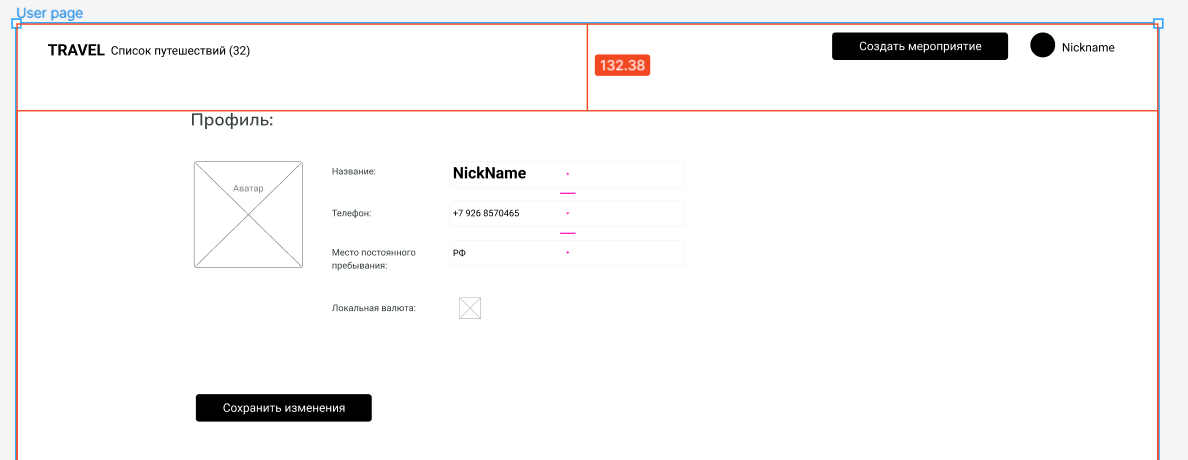 User page
TRAVEL Список путешествий (32)
Создать мероприятие
Nickname
132.38
Профиль:
Аватар
Название:
NickName
Телефон:
+7 926 8570465
Место постоянного
пребывания:
РФ
Локальная валюта:
Сохранить изменения